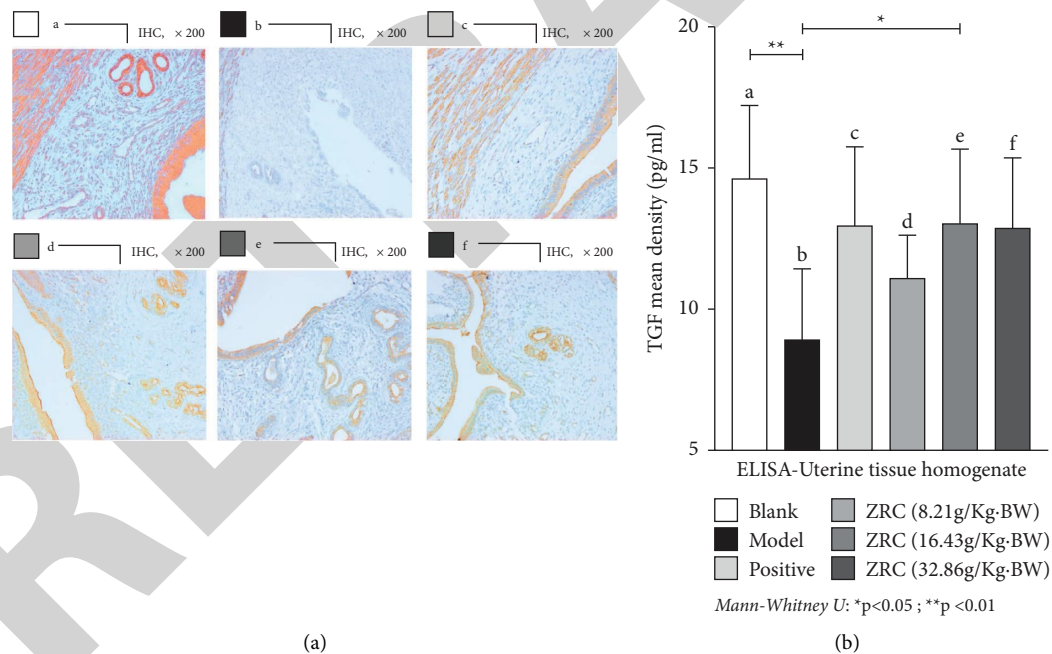 a IHC, × 200
b IHC, × 200
c IHC, × 200
d IHC, × 200
e IHC, × 200
f IHC, × 200
(a)
TGF mean density (pg/ml)
20
15
10
5
*
**
a
b
c
d
e
f
ELISA-Uterine tissue homogenate
Blank
Model
Positive
ZRC (8.21g/Kg·BW)
ZRC (16.43g/Kg·BW)
ZRC (32.86g/Kg·BW)
Mann-Whitney U: *p<0.05 ; **p <0.01
(b)